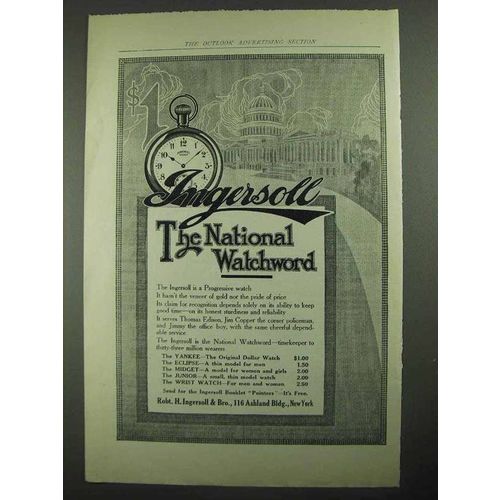 THE OUTLOOK ADVERTISING SECTION
$1
Ingersoll
The National
Watchword
The Ingersoll is a Progressive watch
It hasn't the veneer of gold nor the pride of price
Its claim for recognition depends solely on its ability to keep
good time—on its honest sturdiness and reliability
It serves Thomas Edison, Jim Copper the corner policeman,
and Jimmy the office boy, with the same cheerful depend-
able service
The Ingersoll is the National Watchword—timekeeper to
thirty-three million wearers
The YANKEE—The Original Dollar Watch $1.00
The ECLIPSE—A thin model for men 1.50
The MIDGET—A model for women and girls 2.00
The JUNIOR—A small, thin model watch 2.00
The WRIST WATCH—For men and women 2.50
Send for the Ingersoll Booklet "Pointers"—It's Free.
Robt. H. Ingersoll & Bro., 116 Ashland Bldg., New York